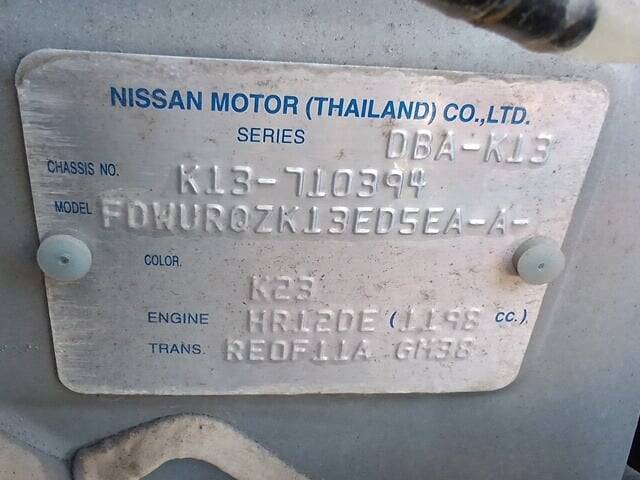 NISSAN MOTOR (THAILAND) CO.,LTD.
SERIES DBA-K13
CHASSIS NO. K13-710394
MODEL FDWURQZK13ED5EA-A-
COLOR.
K23
ENGINE HR12DE (1198 CC.)
TRANS. RE0F11A GM38